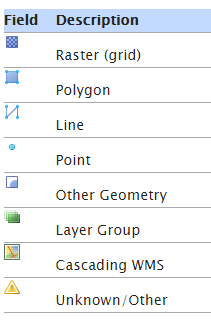 Field Description
Raster (grid)
Polygon
Line
Point
Other Geometry
Layer Group
Cascading WMS
Unknown/Other